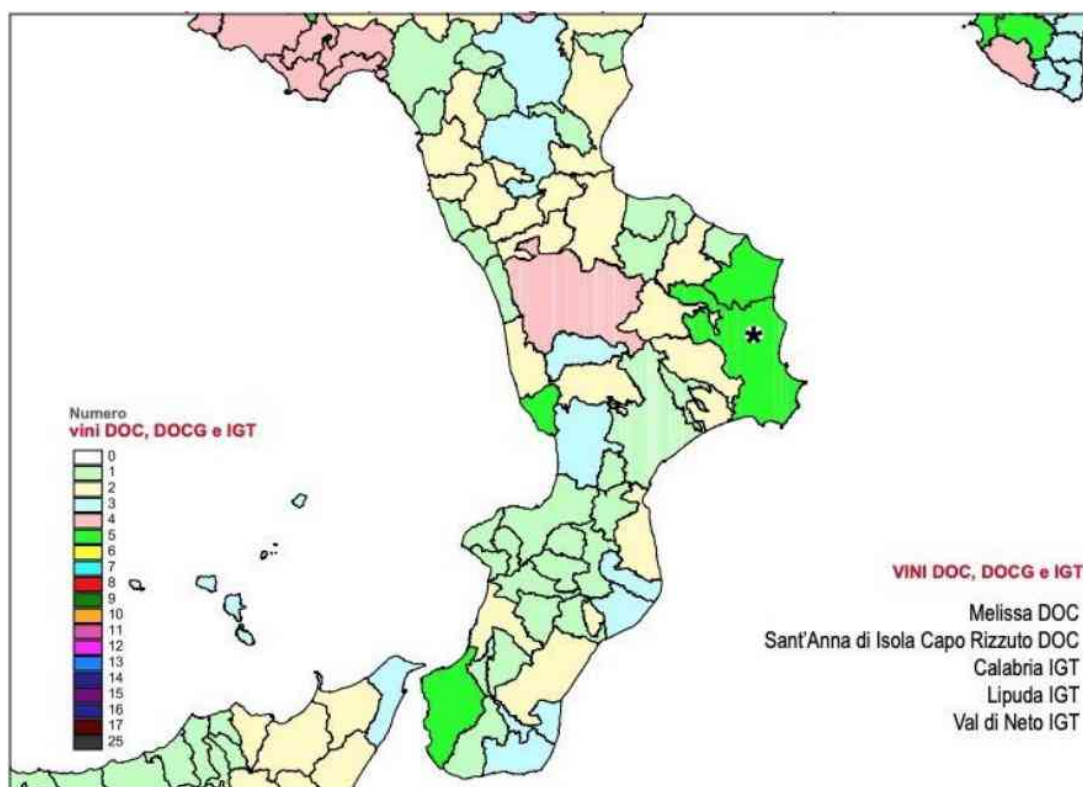 Numero
vini DOC, DOCG e IGT
0
1
2
3
4
5
6
7
8
9
10
11
12
13
14
15
16
17
25
VINI DOC, DOCG e IGT
Melissa DOC
Sant'Anna di Isola Capo Rizzuto DOC
Calabria IGT
Lipuda IGT
Val di Neto IGT